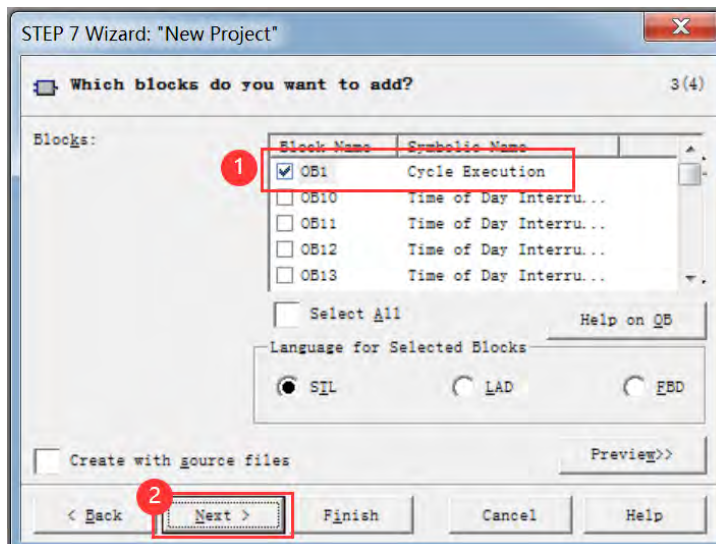 STEP 7 Wizard: "New Project"
Which blocks do you want to add? 3(4)
Blocks:
Block Name Symbolic Name
1
OB1 Cycle Execution
OB10 Time of Day Interru...
OB11 Time of Day Interru...
OB12 Time of Day Interru...
OB13 Time of Day Interru...
Select All
Help on OB
Language for Selected Blocks
STL LAD FBD
Create with source files
Preview>>
2
< Back Next > Finish Cancel Help